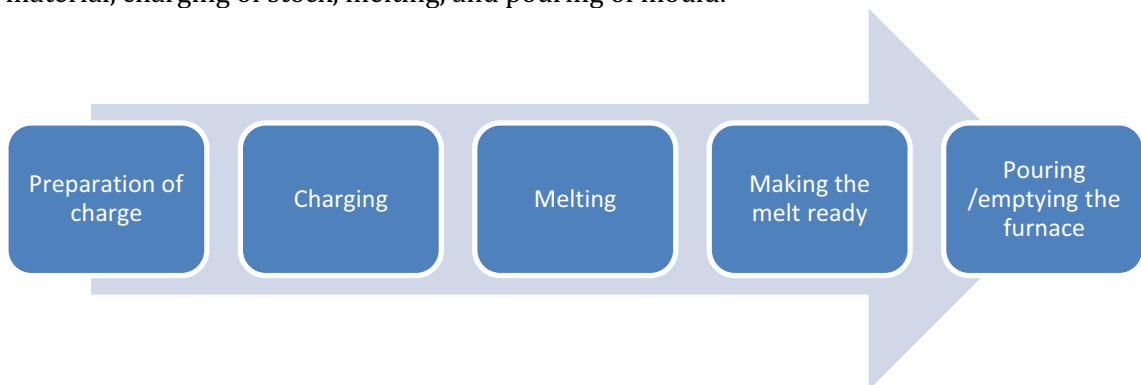 material, charging of stock, melting, and pouring of mould.
Preparation of
charge
Charging
Melting
Making the
melt ready
Pouring
/emptying the
furnace